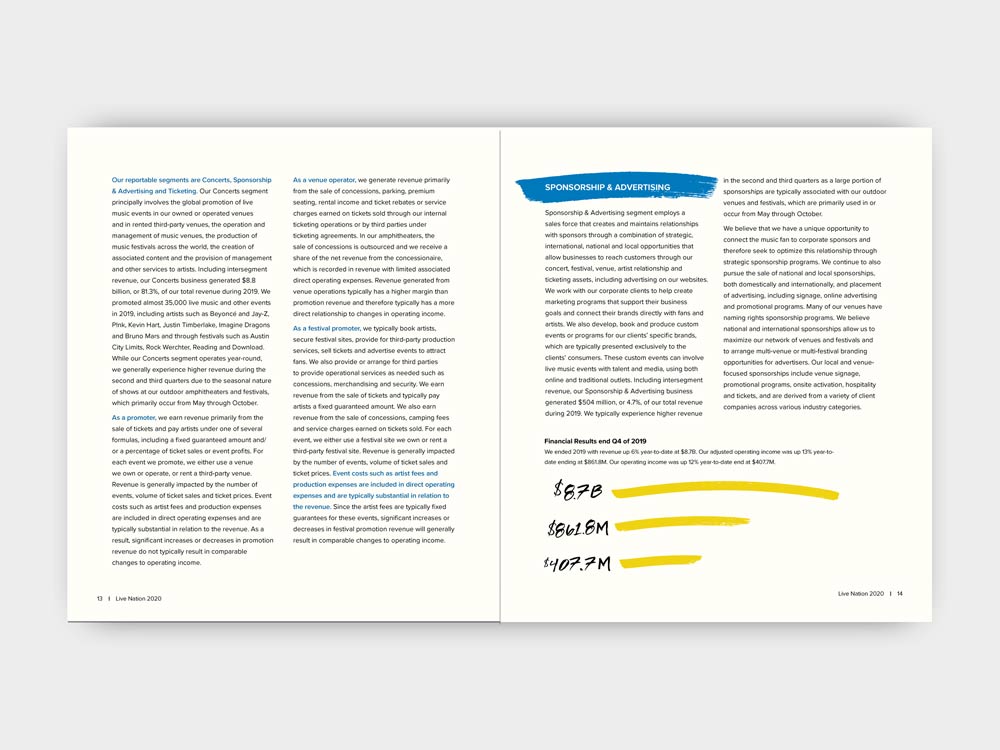 Our reportable segments are Concerts, Sponsorship
& Advertising and Ticketing. Our Concerts segment
principally involves the global promotion of live
music events in our owned or operated venues
and in rented third-party venues, the operation and
management of music venues, the production of
music festivals across the world, the creation of
associated content and the provision of management
and other services to artists. Including intersegment
revenue, our Concerts business generated $8.8
billion, or 81.3%, of our total revenue during 2019. We
promoted almost 35,000 live music and other events
in 2019, including artists such as Beyoncé and Jay-Z,
P!nk, Kevin Hart, Justin Timberlake, Imagine Dragons
and Bruno Mars and through festivals such as Austin
City Limits, Rock Werchter, Reading and Download.
While our Concerts segment operates year-round,
we generally experience higher revenue during the
second and third quarters due to the seasonal nature
of shows at our outdoor amphitheaters and festivals,
which primarily occur from May through October.
As a promoter, we earn revenue primarily from the
sale of tickets and pay artists under one of several
formulas, including a fixed guaranteed amount and/
or a percentage of ticket sales or event profits. For
each event we promote, we either use a venue
we own or operate, or rent a third-party venue.
Revenue is generally impacted by the number of
events, volume of ticket sales and ticket prices. Event
costs such as artist fees and production expenses
are included in direct operating expenses and are
typically substantial in relation to the revenue. As a
result, significant increases or decreases in promotion
revenue do not typically result in comparable
changes to operating income.
As a venue operator, we generate revenue primarily
from the sale of concessions, parking, premium
seating, rental income and ticket rebates or service
charges earned on tickets sold through our internal
ticketing operations or by third parties under
ticketing agreements. In our amphitheaters, the
sale of concessions is outsourced and we receive a
share of the net revenue from the concessionaire,
which is recorded in revenue with limited associated
direct operating expenses. Revenue generated from
venue operations typically has a higher margin than
promotion revenue and therefore typically has a more
direct relationship to changes in operating income.
As a festival promoter, we typically book artists,
secure festival sites, provide for third-party production
services, sell tickets and advertise events to attract
fans. We also provide or arrange for third parties
to provide operational services as needed such as
concessions, merchandising and security. We earn
revenue from the sale of tickets and typically pay
artists a fixed guaranteed amount. We also earn
revenue from the sale of concessions, camping fees
and service charges earned on tickets sold. For each
event, we either use a festival site we own or rent a
third-party festival site. Revenue is generally impacted
by the number of events, volume of ticket sales and
ticket prices. Event costs such as artist fees and
production expenses are included in direct operating
expenses and are typically substantial in relation to
the revenue. Since the artist fees are typically fixed
guarantees for these events, significant increases or
decreases in festival promotion revenue will generally
result in comparable changes to operating income.
13 I Live Nation 2020
SPONSORSHIP & ADVERTISING
Sponsorship & Advertising segment employs a
sales force that creates and maintains relationships
with sponsors through a combination of strategic,
international, national and local opportunities that
allow businesses to reach customers through our
concert, festival, venue, artist relationship and
ticketing assets, including advertising on our websites.
We work with our corporate clients to help create
marketing programs that support their business
goals and connect their brands directly with fans and
artists. We also develop, book and produce custom
events or programs for our clients' specific brands,
which are typically presented exclusively to the
clients' consumers. These custom events can involve
live music events with talent and media, using both
online and traditional outlets. Including intersegment
revenue, our Sponsorship & Advertising business
generated $504 million, or 4.7%, of our total revenue
during 2019. We typically experience higher revenue
in the second and third quarters as a large portion of
sponsorships are typically associated with our outdoor
venues and festivals, which are primarily used in or
occur from May through October.
We believe that we have a unique opportunity to
connect the music fan to corporate sponsors and
therefore seek to optimize this relationship through
strategic sponsorship programs. We continue to also
pursue the sale of national and local sponsorships,
both domestically and internationally, and placement
of advertising, including signage, online advertising
and promotional programs. Many of our venues have
naming rights sponsorship programs. We believe
national and international sponsorships allow us to
maximize our network of venues and festivals and
to arrange multi-venue or multi-festival branding
opportunities for advertisers. Our local and venue-
focused sponsorships include venue signage,
promotional programs, onsite activation, hospitality
and tickets, and are derived from a variety of client
companies across various industry categories.
Financial Results end Q4 of 2019
We ended 2019 with revenue up 6% year-to-date at $8.7B. Our adjusted operating income was up 13% year-to-
date ending at $861.8M. Our operating income was up 12% year-to-date end at $407.7M.
$8.7B
$861.8M
$407.7M
Live Nation 2020 I 14